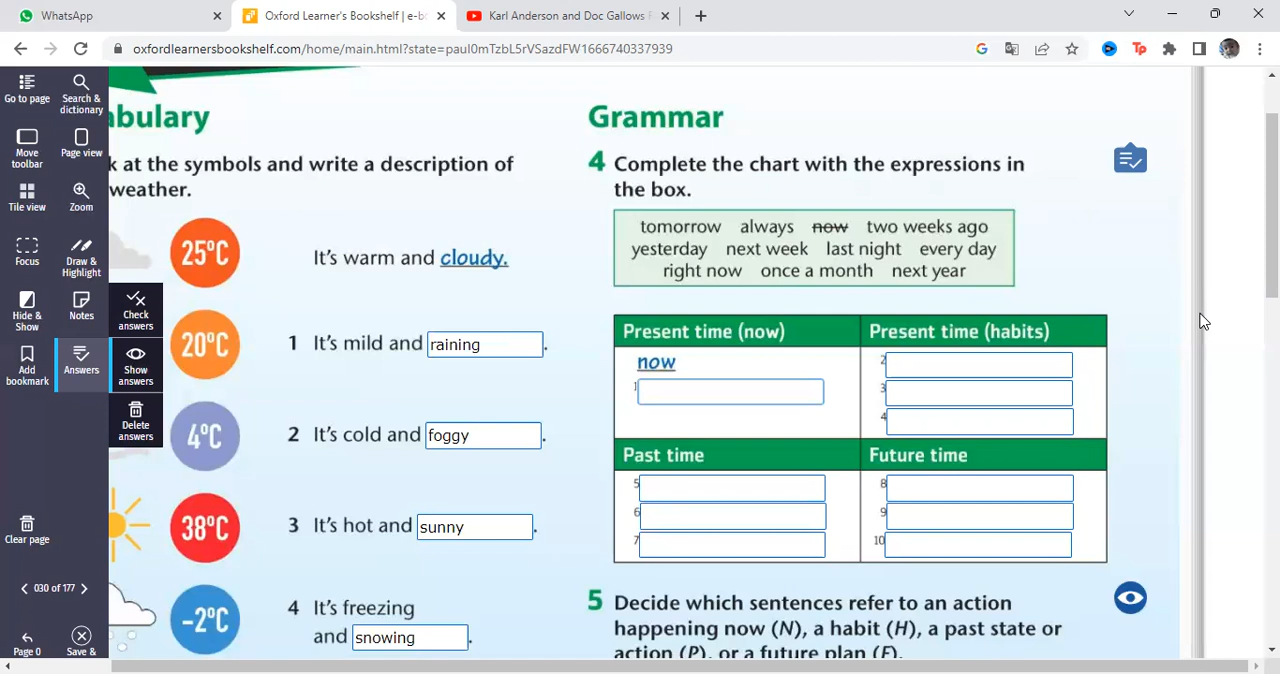 WhatsApp
Oxford Learner's Bookshelf | e-bo
Karl Anderson and Doc Gallows F
oxfordlearnersbookshelf.com/home/main.html?state=paul0mTzbL5rVSazdFW1666740337939
Go to page
Search & dictionary
Move toolbar
Page view
Tile view
Zoom
Focus
Draw & Highlight
Hide & Show
Notes
Add bookmark
Answers
Check answers
Show answers
Delete answers
Clear page
030 of 177
Page 0
Save &
abulary
k at the symbols and write a description of
weather.
25°C
It's warm and cloudy.
20°C
1 It's mild and raining.
4°C
2 It's cold and foggy.
38°C
3 It's hot and sunny.
-2°C
4 It's freezing
and snowing.
Grammar
4 Complete the chart with the expressions in
the box.
tomorrow always now two weeks ago
yesterday next week last night every day
right now once a month next year
Present time (now) Present time (habits)
now
1
2
3
4
Past time Future time
5 8
6 9
7 10
5 Decide which sentences refer to an action
happening now (N), a habit (H), a past state or
action (P), or a future plan (F).